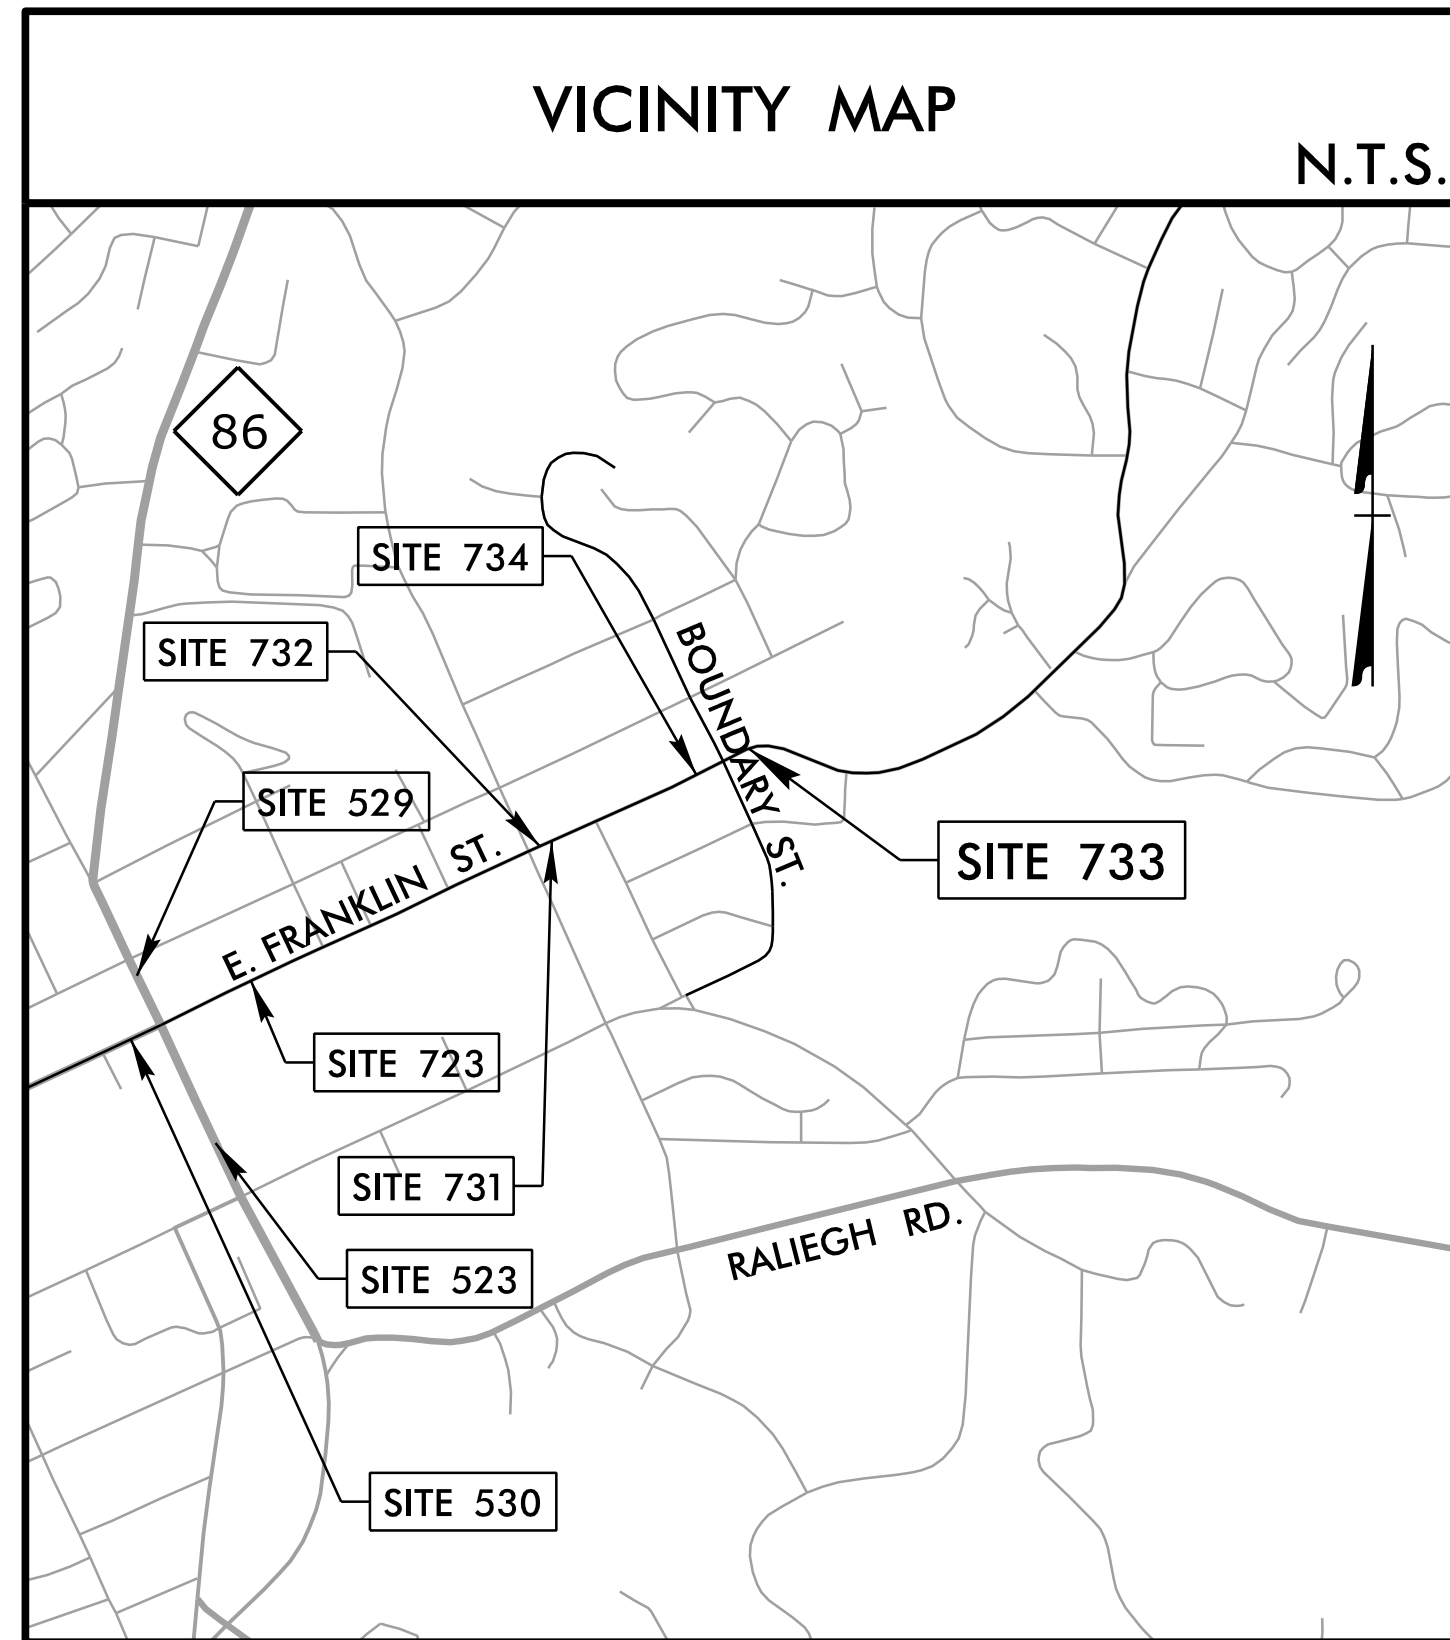 VICINITY MAP
N.T.S.
86
SITE 734
SITE 732
BOUNDARY ST.
SITE 529
E. FRANKLIN ST.
SITE 733
SITE 723
SITE 731
RALIEGH RD.
SITE 523
SITE 530